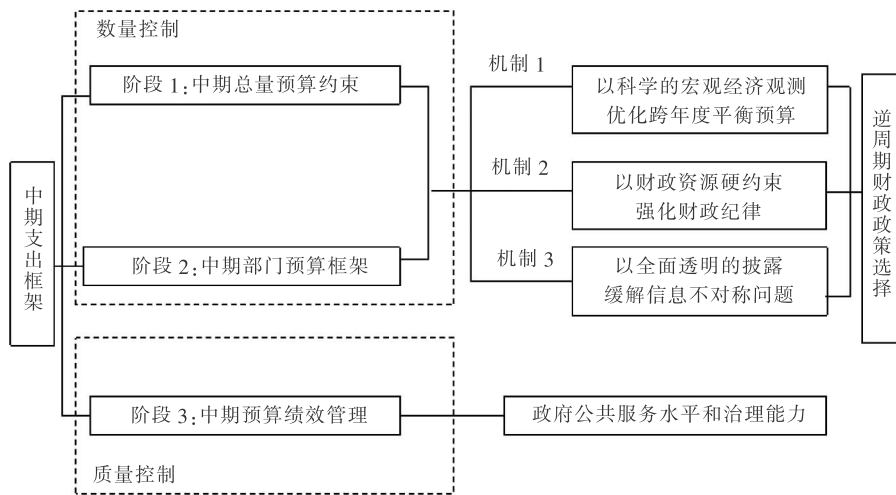 中期支出框架
数量控制
阶段 1:中期总量预算约束
阶段 2:中期部门预算框架
阶段 3:中期预算绩效管理
质量控制
机制 1
以科学的宏观经济观测
优化跨年度平衡预算
机制 2
以财政资源硬约束
强化财政纪律
机制 3
以全面透明的披露
缓解信息不对称问题
政府公共服务水平和治理能力
逆周期财政政策选择